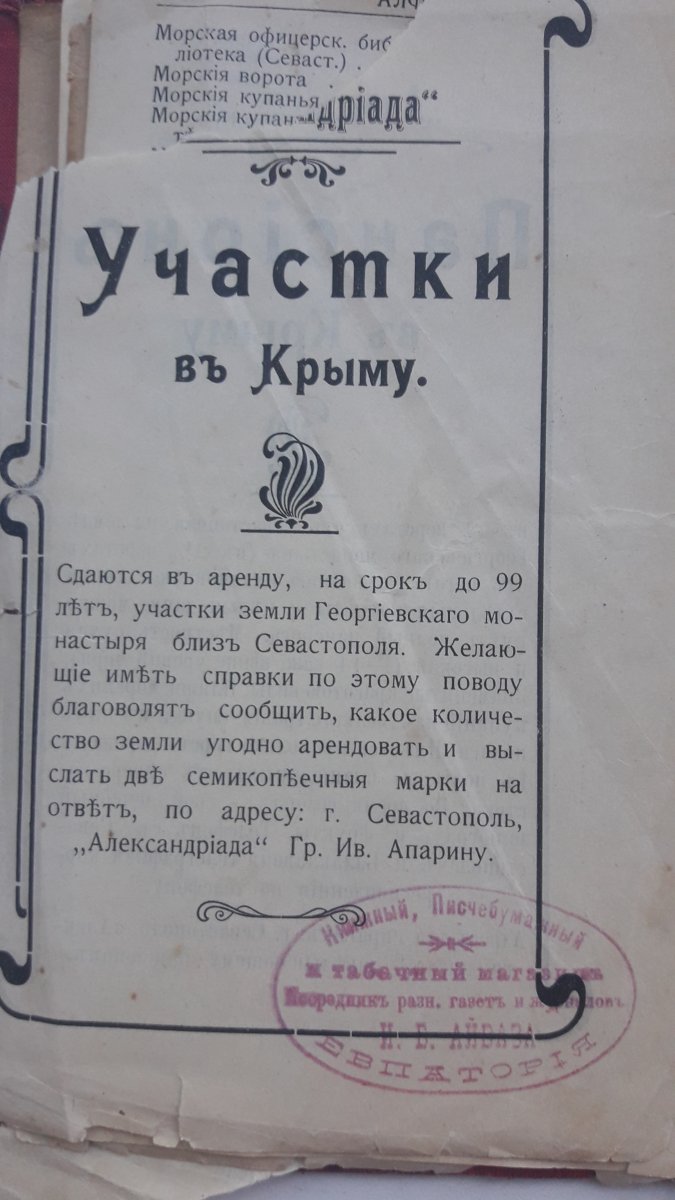 Морская офицерск. биб
ліотека (Севаст.) .
Морскія ворота .
Морскія купанья
Морскія купан
дріада“
Участки
въ Крыму.
Сдаются въ аренду, на срокъ до 99
лѣтъ, участки земли Георгіевскаго мо-
настыря близъ Севастополя. Желаю-
щіе имѣть справки по этому поводу
благоволятъ сообщить, какое количе-
ство земли угодно арендовать и вы-
слать двѣ семикопѣечныя марки на
отвѣтъ, по адресу: г. Севастополь,
„Александріада“ Гр. Ив. Апарину.
Книжный, Писчебумажный
и табачный магазинъ
Посредникъ разн. газетъ и
Н. Б. АЙВАЗА
ЕВПАТОРІЯ